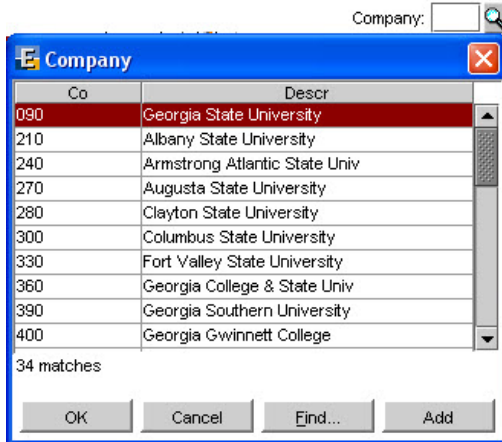 Company:
E Company
Co Descr
090 Georgia State University
210 Albany State University
240 Armstrong Atlantic State Univ
270 Augusta State University
280 Clayton State University
300 Columbus State University
330 Fort Valley State University
360 Georgia College & State Univ
390 Georgia Southern University
400 Georgia Gwinnett College
34 matches
OK Cancel Find... Add